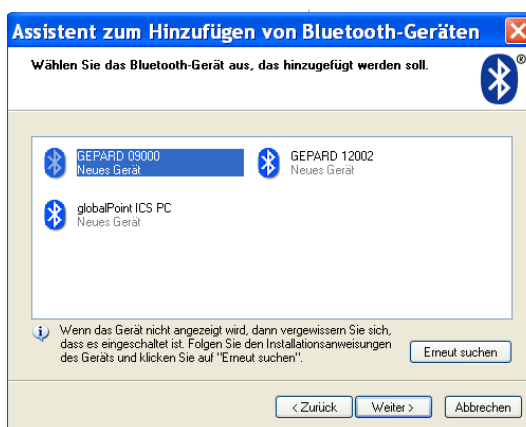 Assistent zum Hinzufügen von Bluetooth-Geräten
Wählen Sie das Bluetooth-Gerät aus, das hinzugefügt werden soll.
GEPARD 09000
Neues Gerät
GEPARD 12002
Neues Gerät
globalPoint ICS PC
Neues Gerät
Wenn das Gerät nicht angezeigt wird, dann vergewissern Sie sich,
dass es eingeschaltet ist. Folgen Sie den Installationsanweisungen
des Geräts und klicken Sie auf "Erneut suchen".
Erneut suchen
< Zurück
Weiter >
Abbrechen